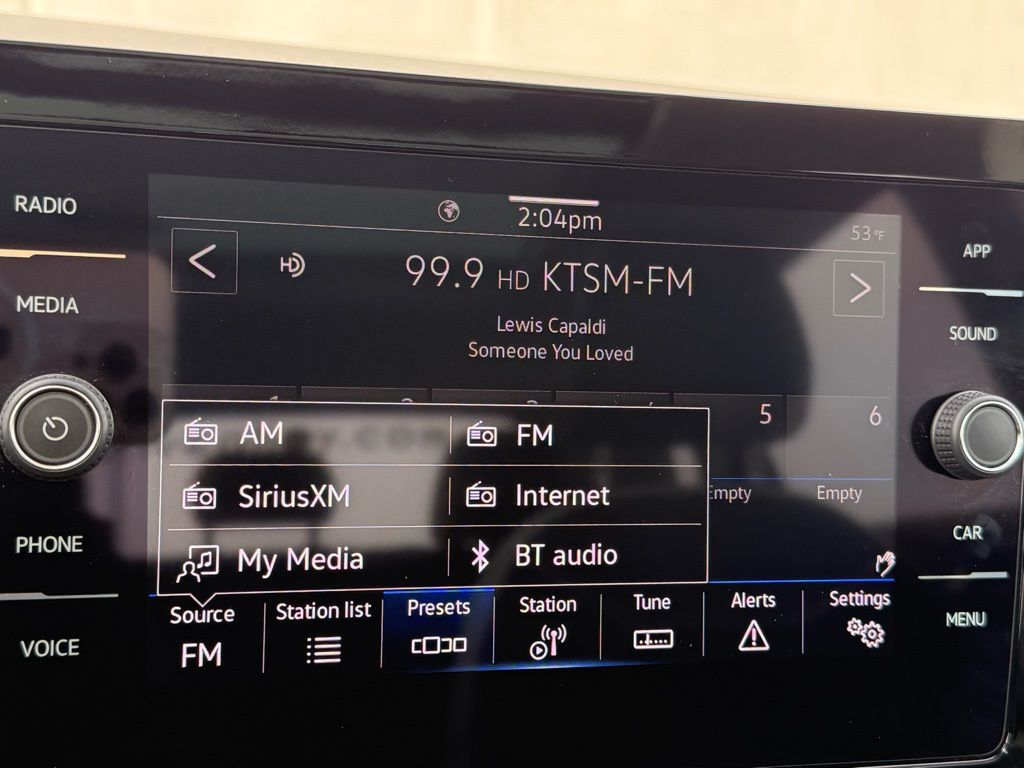 RADIO
MEDIA
PHONE
VOICE
2:04pm
53°F
HD
99.9 HD KTSM-FM
Lewis Capaldi
Someone You Loved
5
6
Empty
AM
FM
SiriusXM
Internet
My Media
BT audio
Source
FM
Station list
Presets
Station
Tune
Alerts
Settings
APP
SOUND
CAR
MENU